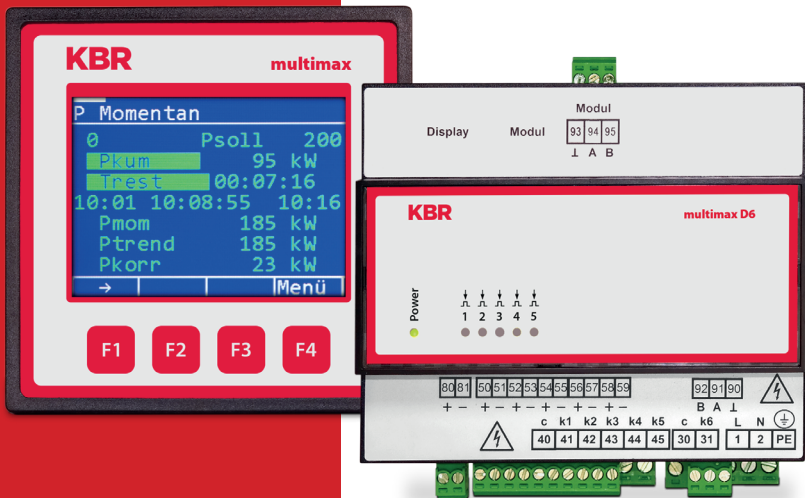 KBR
multimax
P Momentan
0 Psoll 200
Pkum 95 kW
Trest 00:07:16
10:01 10:08:55 10:16
Pmom 185 kW
Ptrend 185 kW
Pkorr 23 kW
→ Menü
F1 F2 F3 F4
Modul
Display Modul 93 94 95
⊥ A B
KBR
multimax D6
Power
1 2 3 4 5
80 81 50 51 52 53 54 55 56 57 58 59 92 91 90
+ − + − + − + − + − + − B A ⊥
c k1 k2 k3 k4 k5 c k6 L N
40 41 42 43 44 45 30 31 1 2 PE